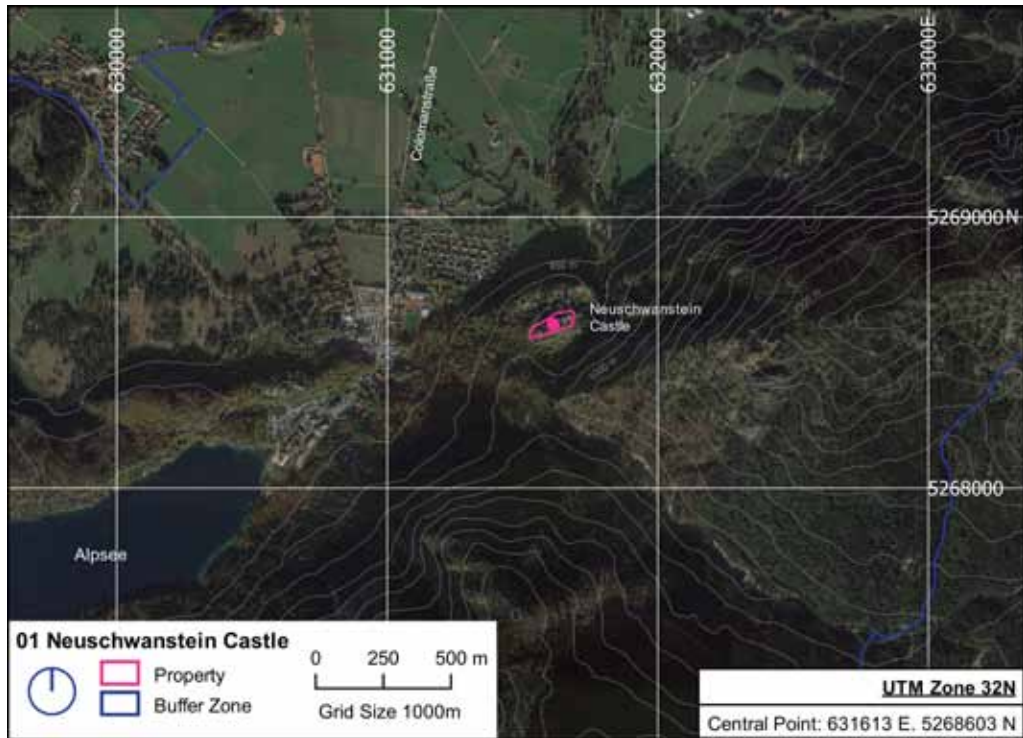 630000
631000
632000
633000E
Colomanstraße
5269000N
Neuschwanstein
Castle
5268000
Alpsee
01 Neuschwanstein Castle
Property
Buffer Zone
0 250 500 m
Grid Size 1000m
UTM Zone 32N
Central Point: 631613 E. 5268603 N